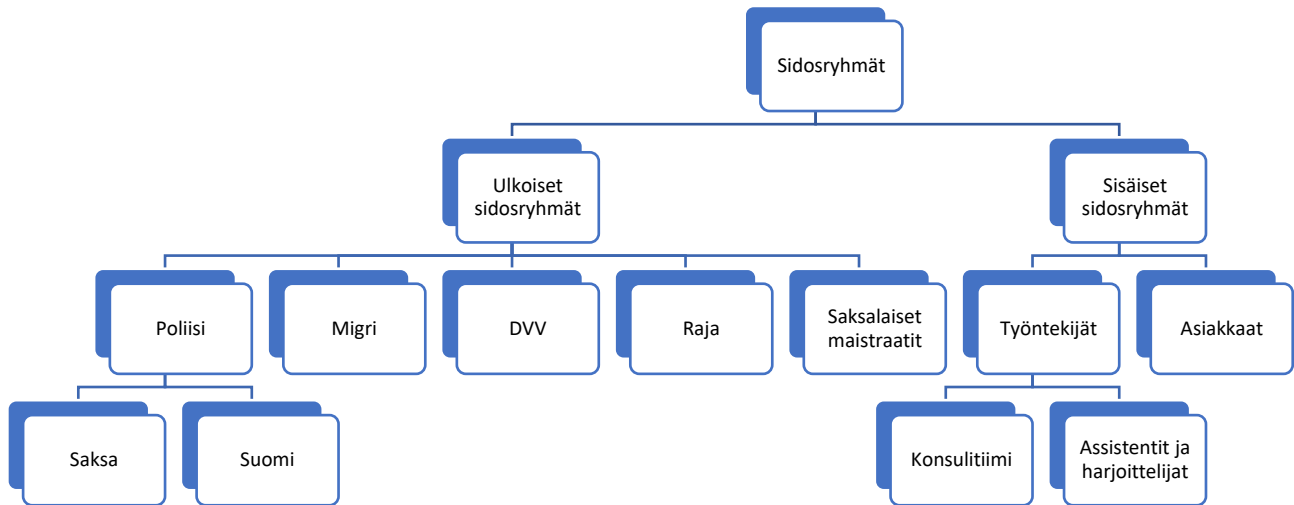 Sidosryhmät
Ulkoiset
sidosryhmät
Sisäiset
sidosryhmät
Poliisi
Migri
DVV
Raja
Saksalaiset
maistraatit
Työntekijät
Asiakkaat
Saksa
Suomi
Konsulitiimi
Assistentit ja
harjoittelijat